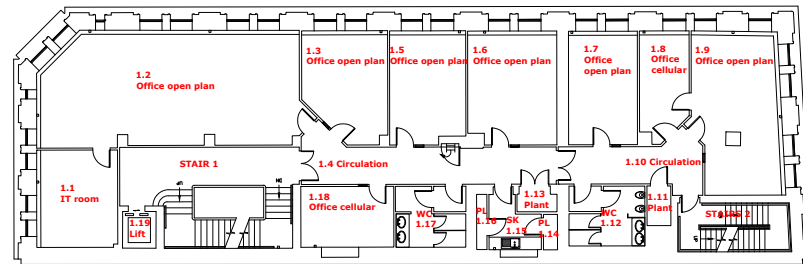 1.2
Office open plan
1.3
Office open plan
1.5
Office open plan
1.6
Office open plan
1.7
Office
open plan
1.8
Office
cellular
1.9
Office open plan
STAIR 1
1.4 Circulation
1.10 Circulation
1.1
IT room
1.18
Office cellular
1.19
Lift
WC
1.17
PL
1.16
SK
1.15
1.13
Plant
PL
1.14
WC
1.12
1.11
Plant
STAIRS 2